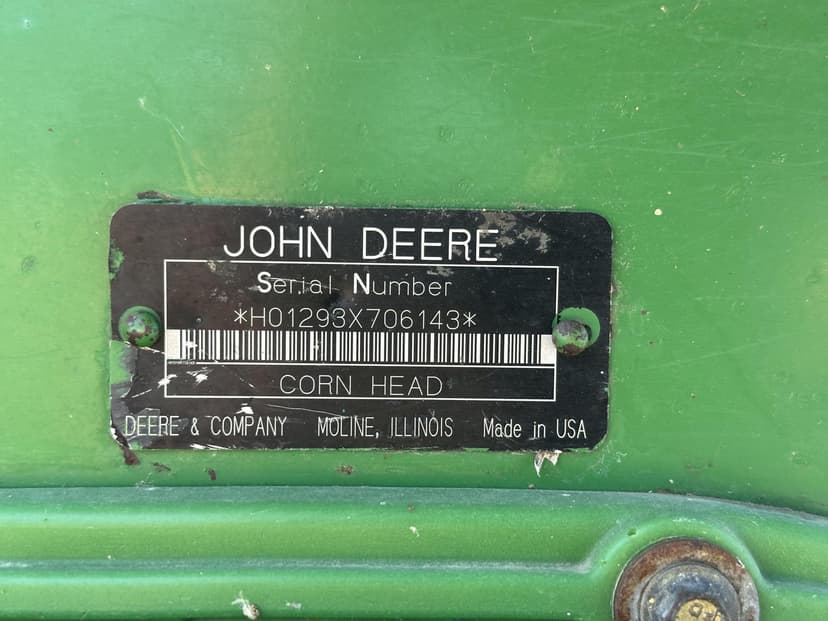 JOHN DEERE
Serial Number
*H01293X706143*
CORN HEAD
DEERE & COMPANY MOLINE, ILLINOIS Made in USA